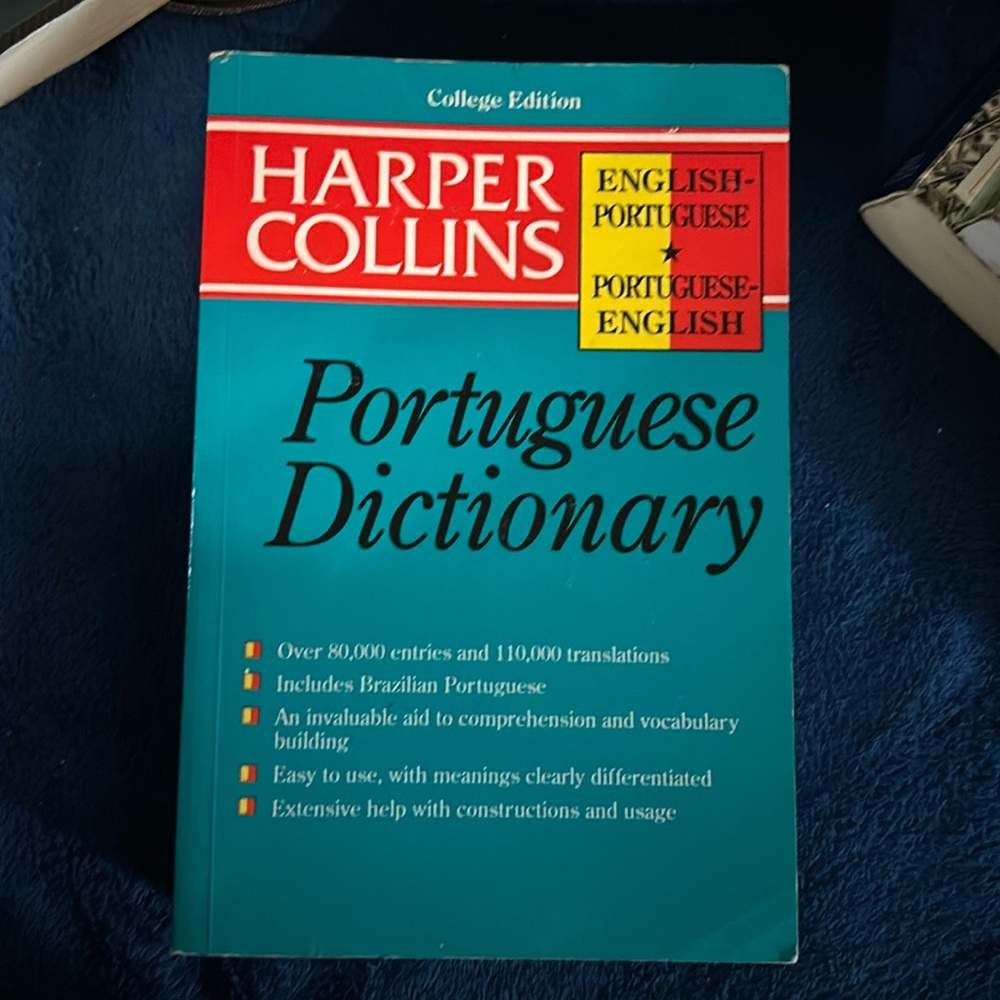 College Edition
HARPER
COLLINS
ENGLISH-
PORTUGUESE
★
PORTUGUESE-
ENGLISH
Portuguese
Dictionary
Over 80,000 entries and 110,000 translations
Includes Brazilian Portuguese
An invaluable aid to comprehension and vocabulary
building
Easy to use, with meanings clearly differentiated
Extensive help with constructions and usage